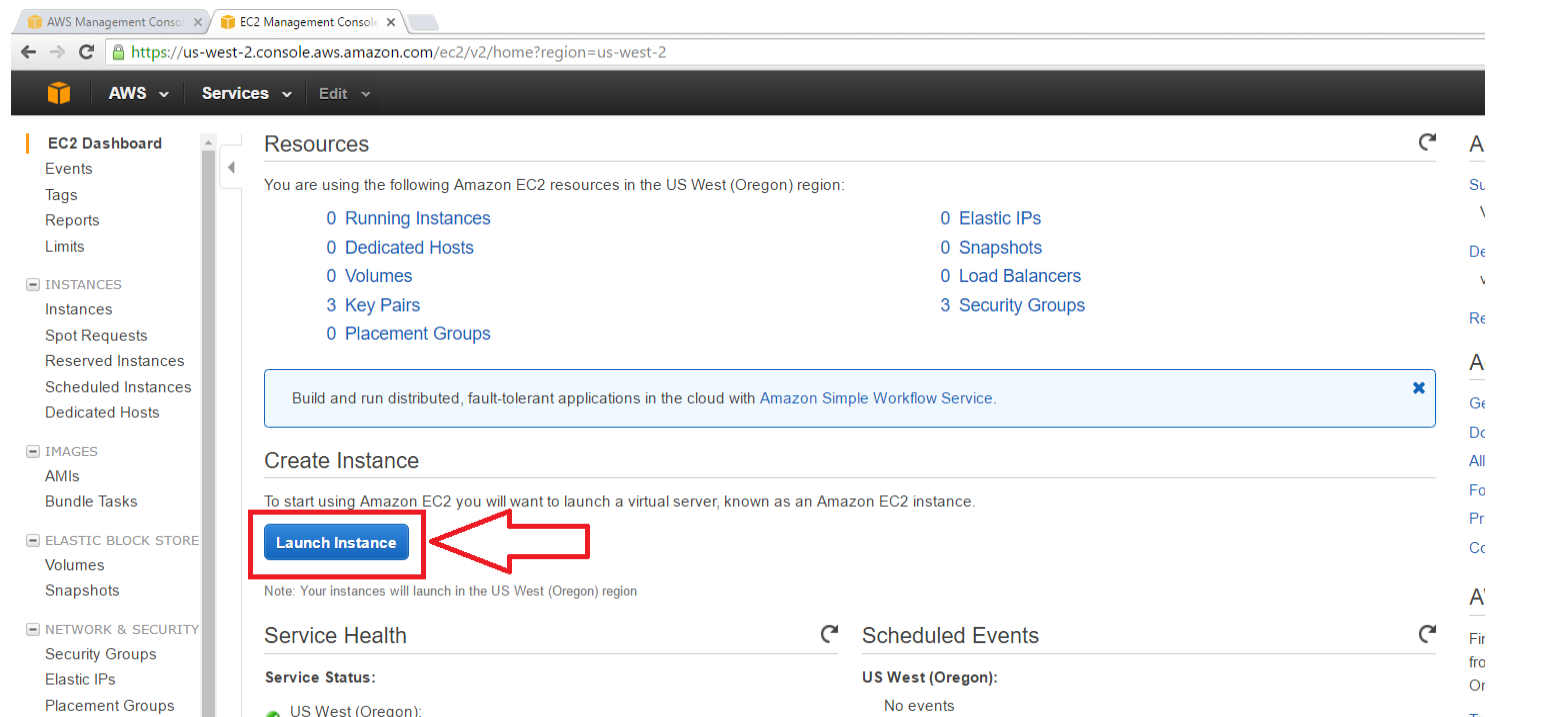 AWS Management Consol
EC2 Management Console
https://us-west-2.console.aws.amazon.com/ec2/v2/home?region=us-west-2
AWS Services Edit
EC2 Dashboard
Events
Tags
Reports
Limits
INSTANCES
Instances
Spot Requests
Reserved Instances
Scheduled Instances
Dedicated Hosts
IMAGES
AMIs
Bundle Tasks
ELASTIC BLOCK STORE
Volumes
Snapshots
NETWORK & SECURITY
Security Groups
Elastic IPs
Placement Groups
Resources
You are using the following Amazon EC2 resources in the US West (Oregon) region:
0 Running Instances
0 Dedicated Hosts
0 Volumes
3 Key Pairs
0 Placement Groups
0 Elastic IPs
0 Snapshots
0 Load Balancers
3 Security Groups
Build and run distributed, fault-tolerant applications in the cloud with Amazon Simple Workflow Service.
Create Instance
To start using Amazon EC2 you will want to launch a virtual server, known as an Amazon EC2 instance.
Launch Instance
Note: Your instances will launch in the US West (Oregon) region
Service Health
Service Status:
US West (Oregon):
Scheduled Events
US West (Oregon):
No events